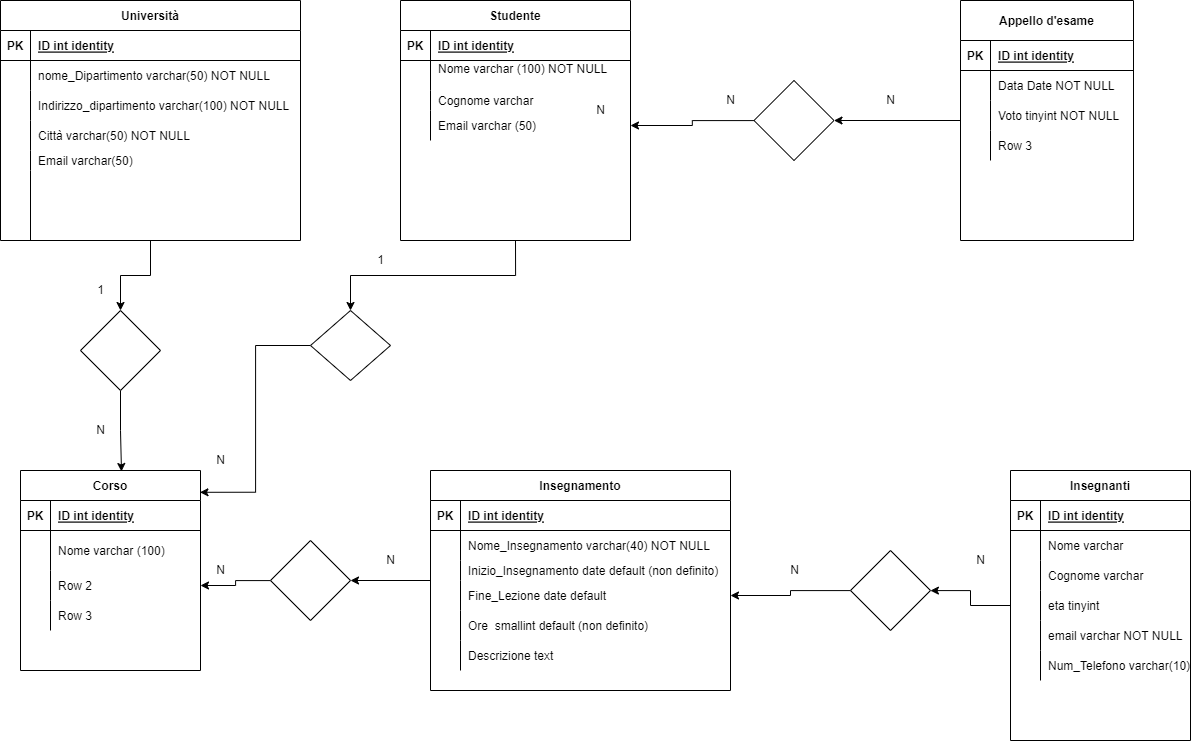 Università
PK ID int identity
nome_Dipartimento varchar(50) NOT NULL
Indirizzo_dipartimento varchar(100) NOT NULL
Città varchar(50) NOT NULL
Email varchar(50)
Studente
PK ID int identity
Nome varchar (100) NOT NULL
Cognome varchar
Email varchar (50)
N
N
N
Appello d'esame
PK ID int identity
Data Date NOT NULL
Voto tinyint NOT NULL
Row 3
1
1
N
N
Corso
PK ID int identity
Nome varchar (100)
Row 2
Row 3
N
N
Insegnamento
PK ID int identity
Nome_Insegnamento varchar(40) NOT NULL
Inizio_Insegnamento date default (non definito)
Fine_Lezione date default
Ore smallint default (non definito)
Descrizione text
N
N
Insegnanti
PK ID int identity
Nome varchar
Cognome varchar
eta tinyint
email varchar NOT NULL
Num_Telefono varchar(10)